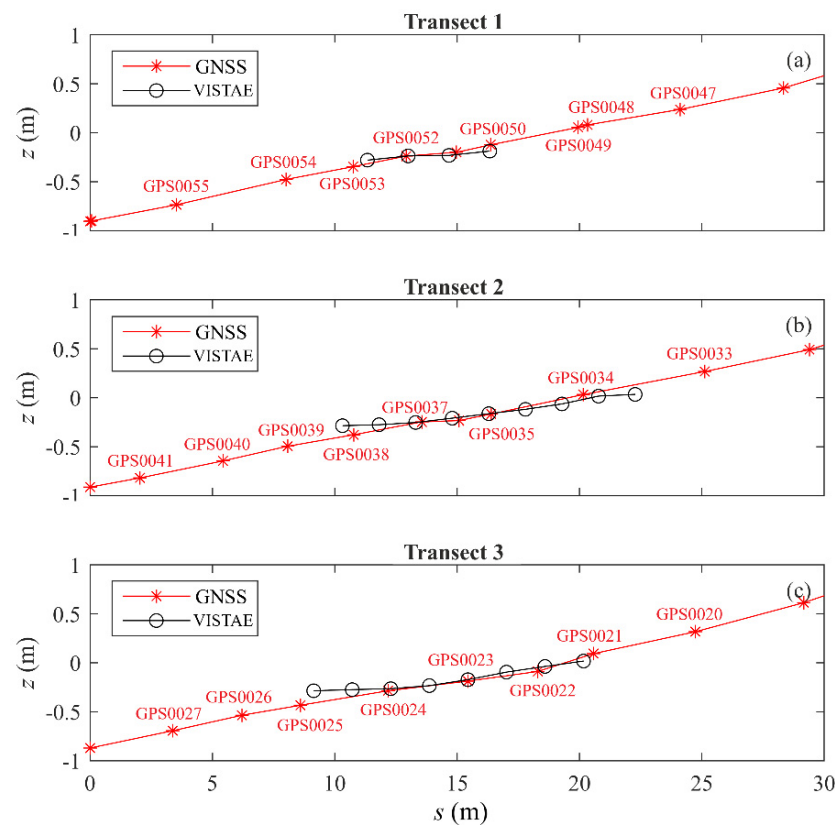 Transect 1
(a)
GNSS
VISTAE
1
0.5
0
-0.5
-1
z (m)
GPS0055
GPS0054
GPS0053
GPS0052
GPS0050
GPS0049
GPS0048
GPS0047
Transect 2
(b)
GNSS
VISTAE
1
0.5
0
-0.5
-1
z (m)
GPS0041
GPS0040
GPS0039
GPS0038
GPS0037
GPS0035
GPS0034
GPS0033
Transect 3
(c)
GNSS
VISTAE
1
0.5
0
-0.5
-1
z (m)
GPS0027
GPS0026
GPS0025
GPS0024
GPS0023
GPS0022
GPS0021
GPS0020
0 5 10 15 20 25 30
s (m)